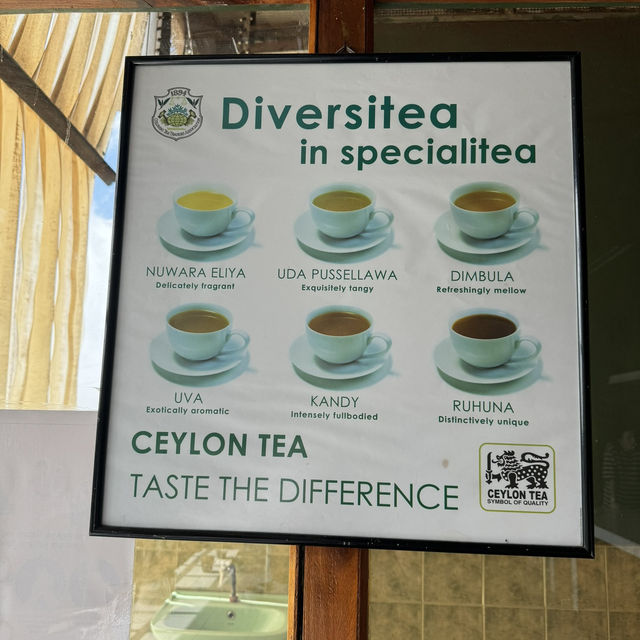 1894
Diversitea
in specialitea
NUWARA ELIYA
Delicately fragrant
UDA PUSSELLAWA
Exquisitely tangy
DIMBULA
Refreshingly mellow
UVA
Exotically aromatic
KANDY
Intensely fullbodied
RUHUNA
Distinctively unique
CEYLON TEA
TASTE THE DIFFERENCE
CEYLON TEA
SYMBOL OF QUALITY